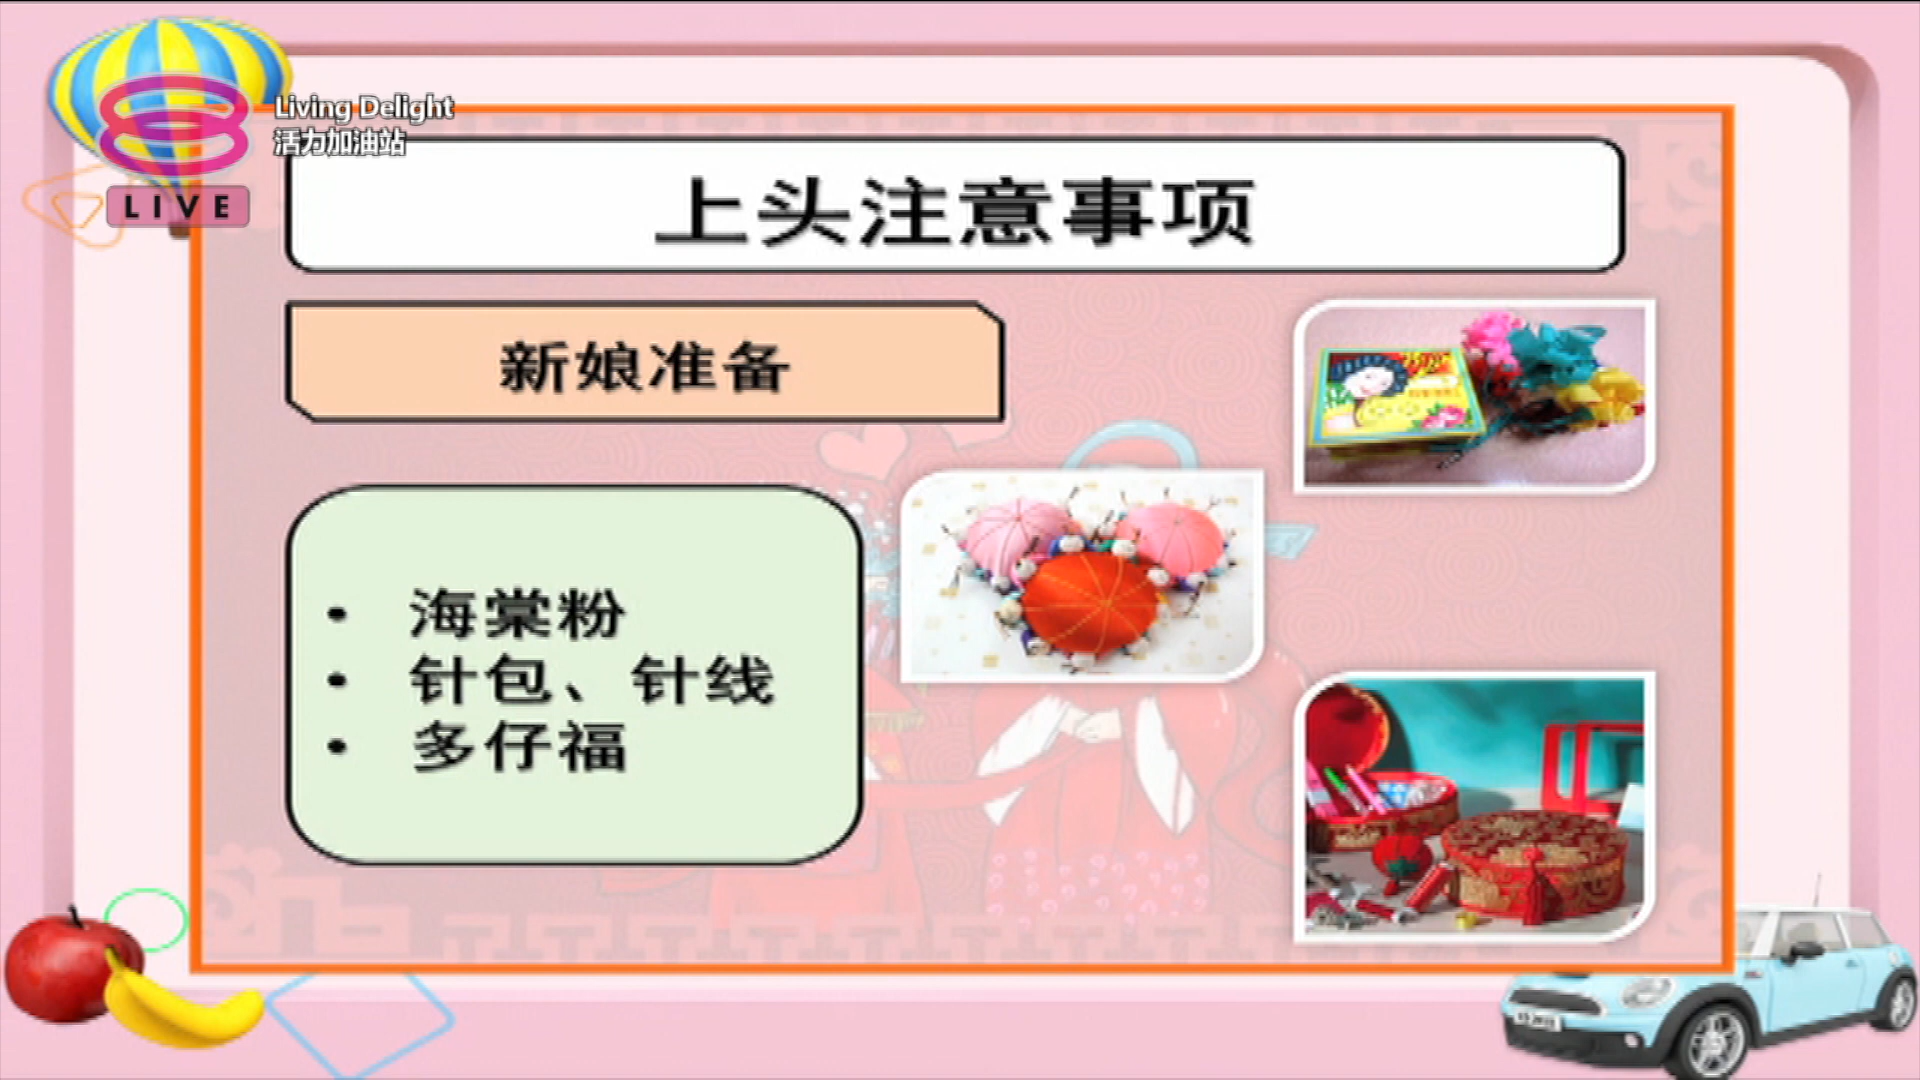 Living Delight
活力加油站
LIVE
上头注意事项
新娘准备
• 海棠粉
• 针包、针线
• 多仔福